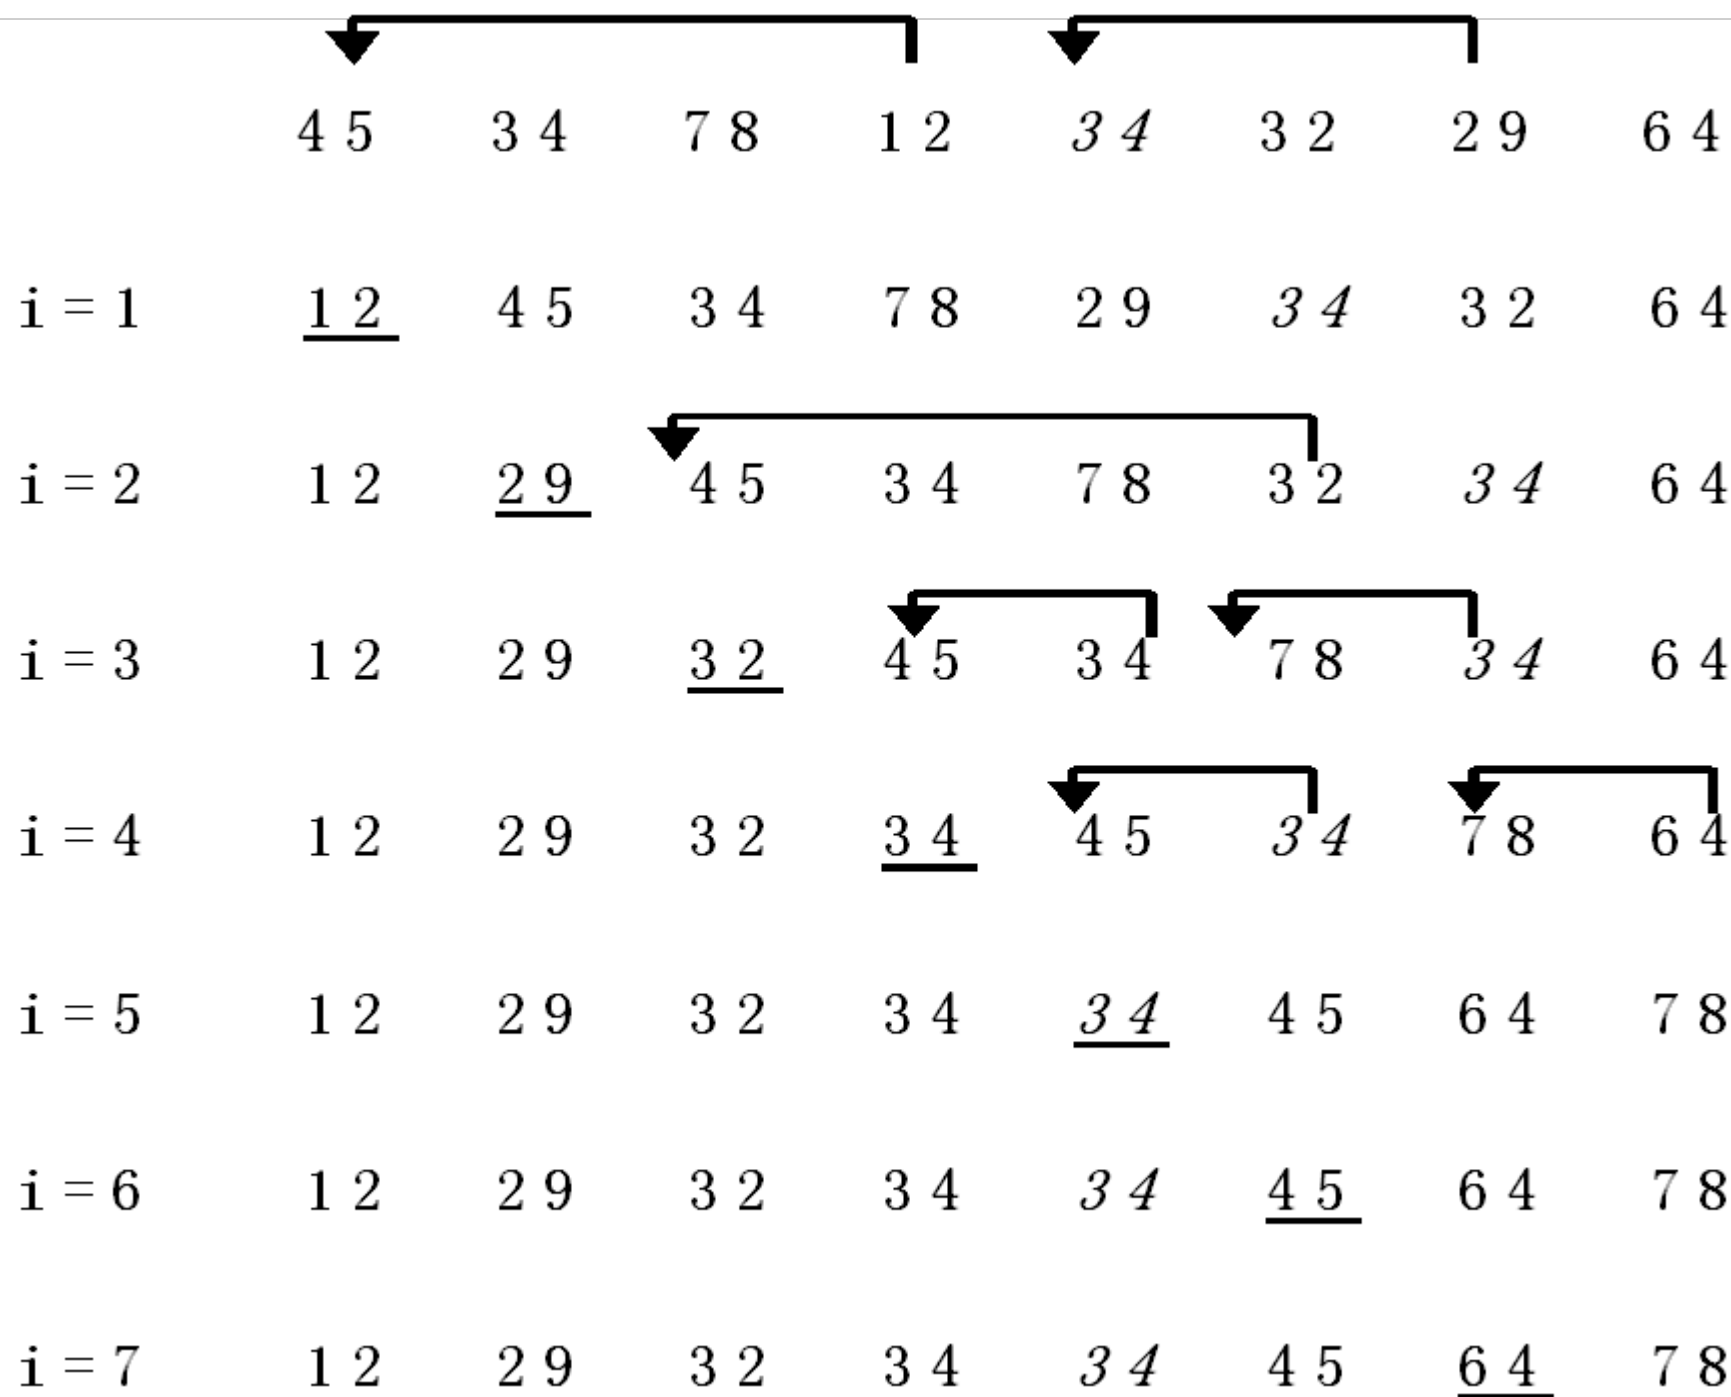 45 34 78 12 34 32 29 64
i = 1 12 45 34 78 29 34 32 64
i = 2 12 29 45 34 78 32 34 64
i = 3 12 29 32 45 34 78 34 64
i = 4 12 29 32 34 45 34 78 64
i = 5 12 29 32 34 34 45 64 78
i = 6 12 29 32 34 34 45 64 78
i = 7 12 29 32 34 34 45 64 78